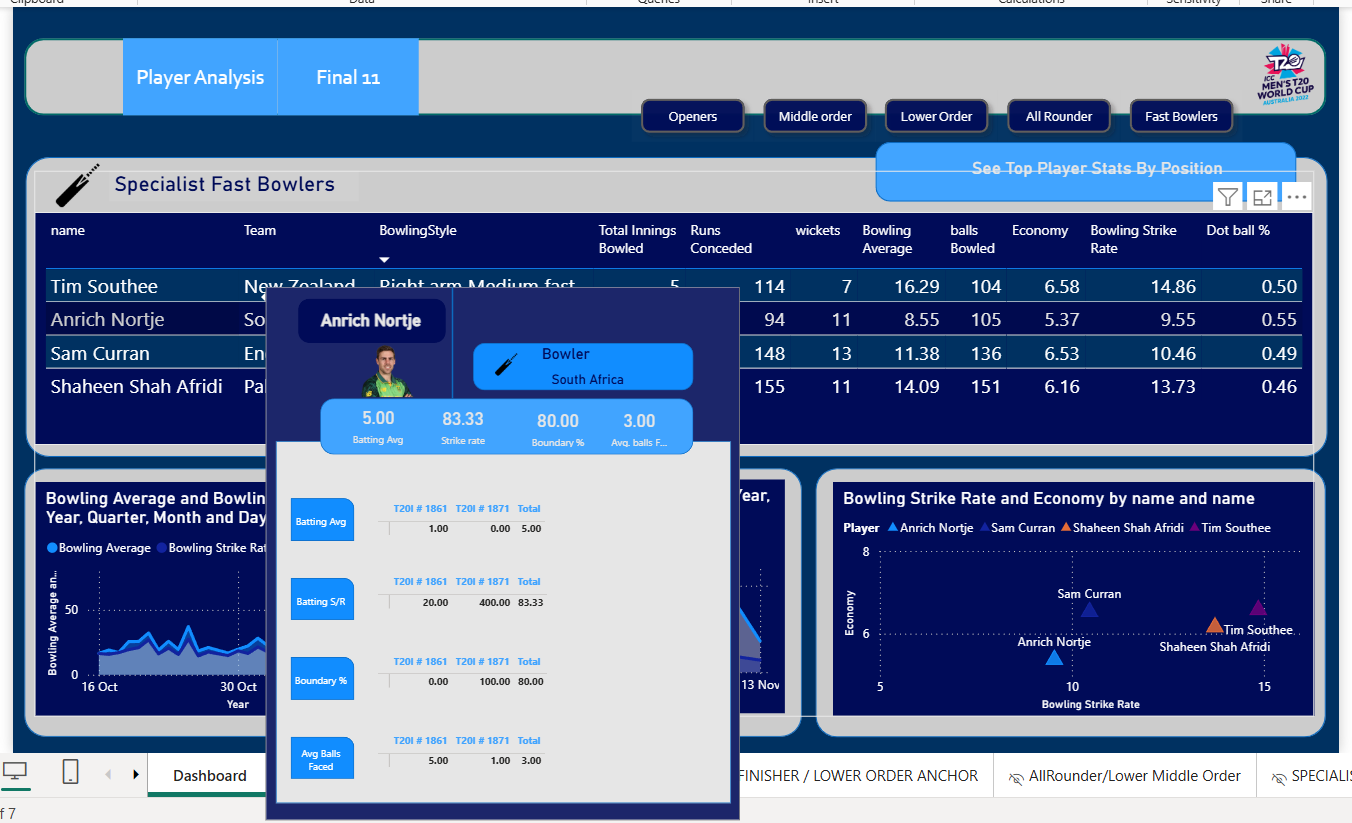 Clipboard Data Queries Insert Calculations Sensitivity Share
Player Analysis Final 11
T20
ICC
MEN'S T20
WORLD CUP
AUSTRALIA 2022
Openers Middle order Lower Order All Rounder Fast Bowlers
See Top Player Stats By Position
Specialist Fast Bowlers
name Team BowlingStyle Total Innings Bowled Runs Conceded wickets Bowling Average balls Bowled Economy Bowling Strike Rate Dot ball %
Tim Southee New Zealand Right arm Medium fast 5 114 7 16.29 104 6.58 14.86 0.50
Anrich Nortje So 94 11 8.55 105 5.37 9.55 0.55
Sam Curran En 148 13 11.38 136 6.53 10.46 0.49
Shaheen Shah Afridi Pa 155 11 14.09 151 6.16 13.73 0.46
Anrich Nortje
Bowler
South Africa
5.00 83.33 80.00 3.00
Batting Avg Strike rate Boundary % Avg. balls F...
T20I # 1861 T20I # 1871 Total
Batting Avg
1.00 0.00 5.00
T20I # 1861 T20I # 1871 Total
Batting S/R
20.00 400.00 83.33
T20I # 1861 T20I # 1871 Total
Boundary %
0.00 100.00 80.00
T20I # 1861 T20I # 1871 Total
Avg Balls
Faced
5.00 1.00 3.00
Bowling Average and Bowlin
Year, Quarter, Month and Day
Bowling Average Bowling Strike Rat
Bowling Average an...
50
0
16 Oct 30 Oct
Year
Year,
13 Nov
Bowling Strike Rate and Economy by name and name
Player Anrich Nortje Sam Curran Shaheen Shah Afridi Tim Southee
Economy
8
Sam Curran
6
Tim Southee
Anrich Nortje
Shaheen Shah Afridi
5 10 15
Bowling Strike Rate
Dashboard FINISHER / LOWER ORDER ANCHOR AllRounder/Lower Middle Order SPECIALIS
f 7